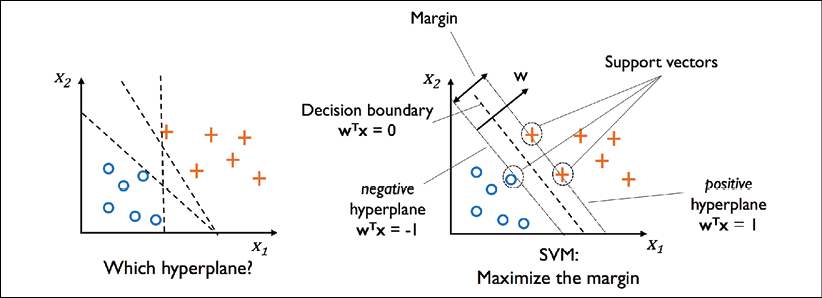 x₂
x₁
Which hyperplane?
Margin
x₂
w
Support vectors
Decision boundary
wᵀx = 0
negative
hyperplane
wᵀx = -1
positive
hyperplane
wᵀx = 1
x₁
SVM:
Maximize the margin